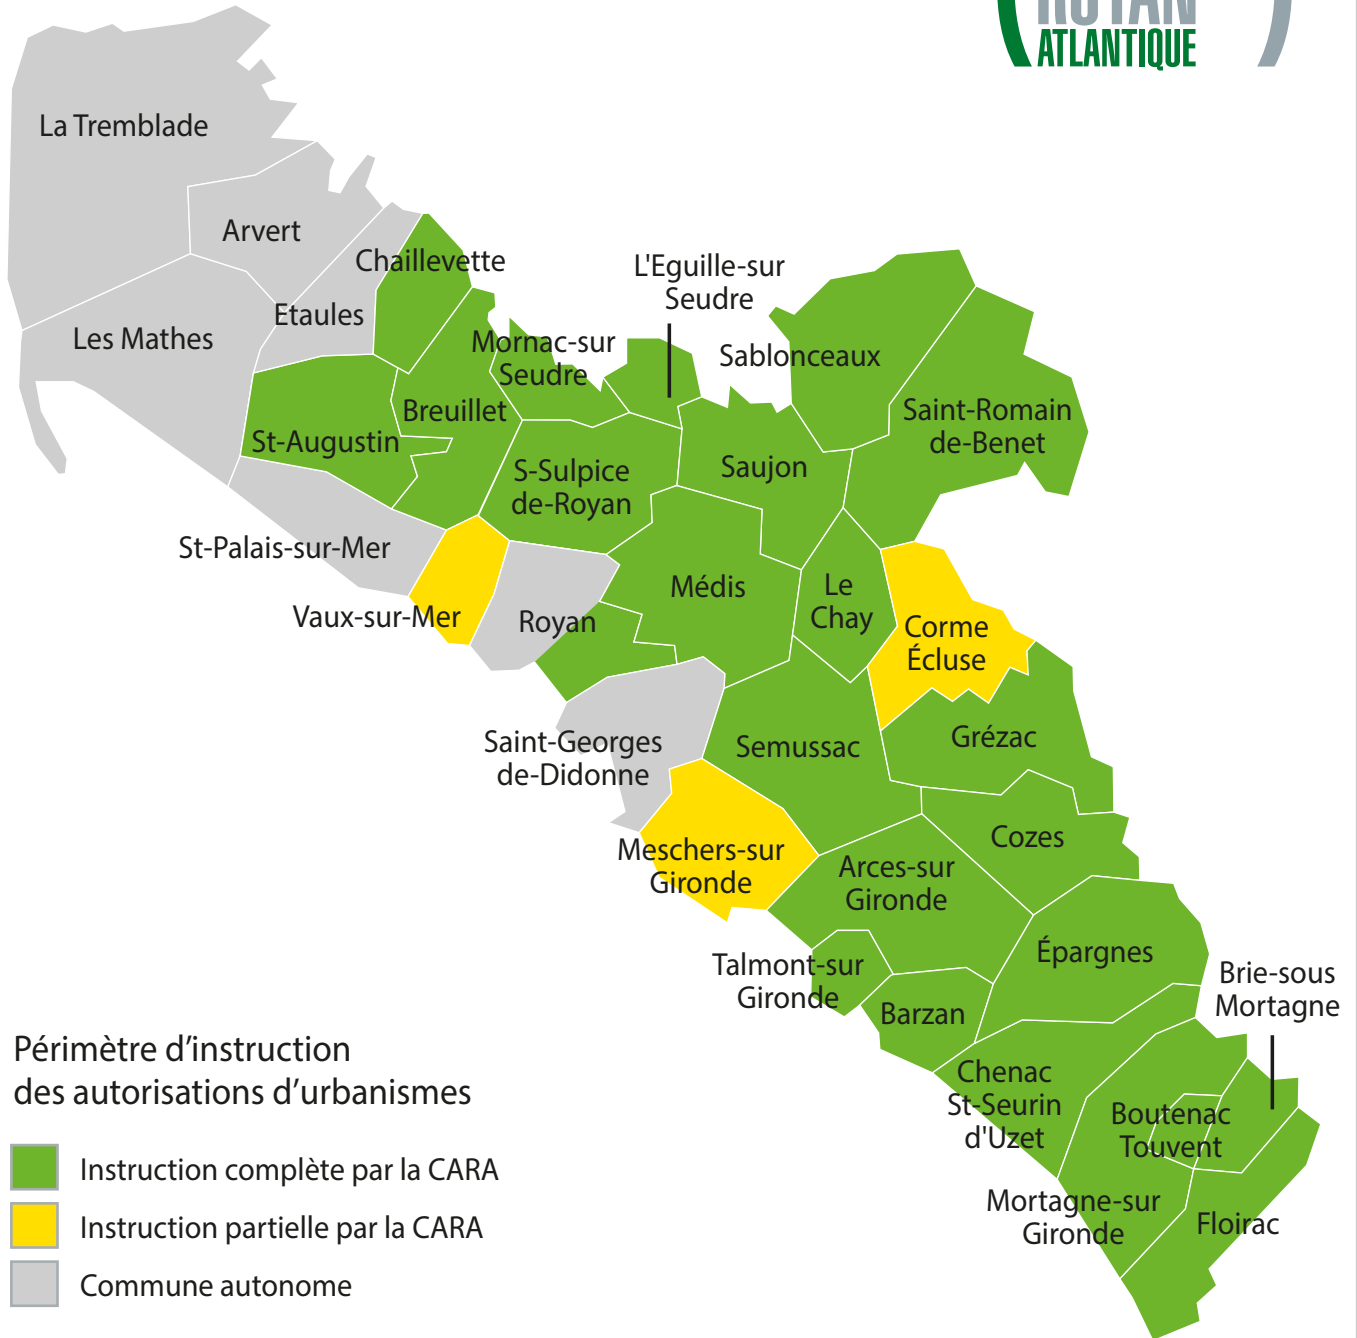 ROYAN
ATLANTIQUE
La Tremblade
Arvert
Chaillevette
L'Eguille-sur
Seudre
Etaules
Les Mathes
Mornac-sur
Seudre
Sablonceaux
Breuillet
Saint-Romain
de-Benet
St-Augustin
S-Sulpice
de-Royan
Saujon
St-Palais-sur-Mer
Médis
Le
Chay
Vaux-sur-Mer
Royan
Corme
Écluse
Saint-Georges
de-Didonne
Semussac
Grézac
Meschers-sur
Gironde
Cozes
Arces-sur
Gironde
Talmont-sur
Gironde
Épargnes
Brie-sous
Mortagne
Barzan
Chenac
St-Seurin
d'Uzet
Boutenac
Touvent
Mortagne-sur
Gironde
Floirac
Périmètre d’instruction
des autorisations d’urbanismes
Instruction complète par la CARA
Instruction partielle par la CARA
Commune autonome